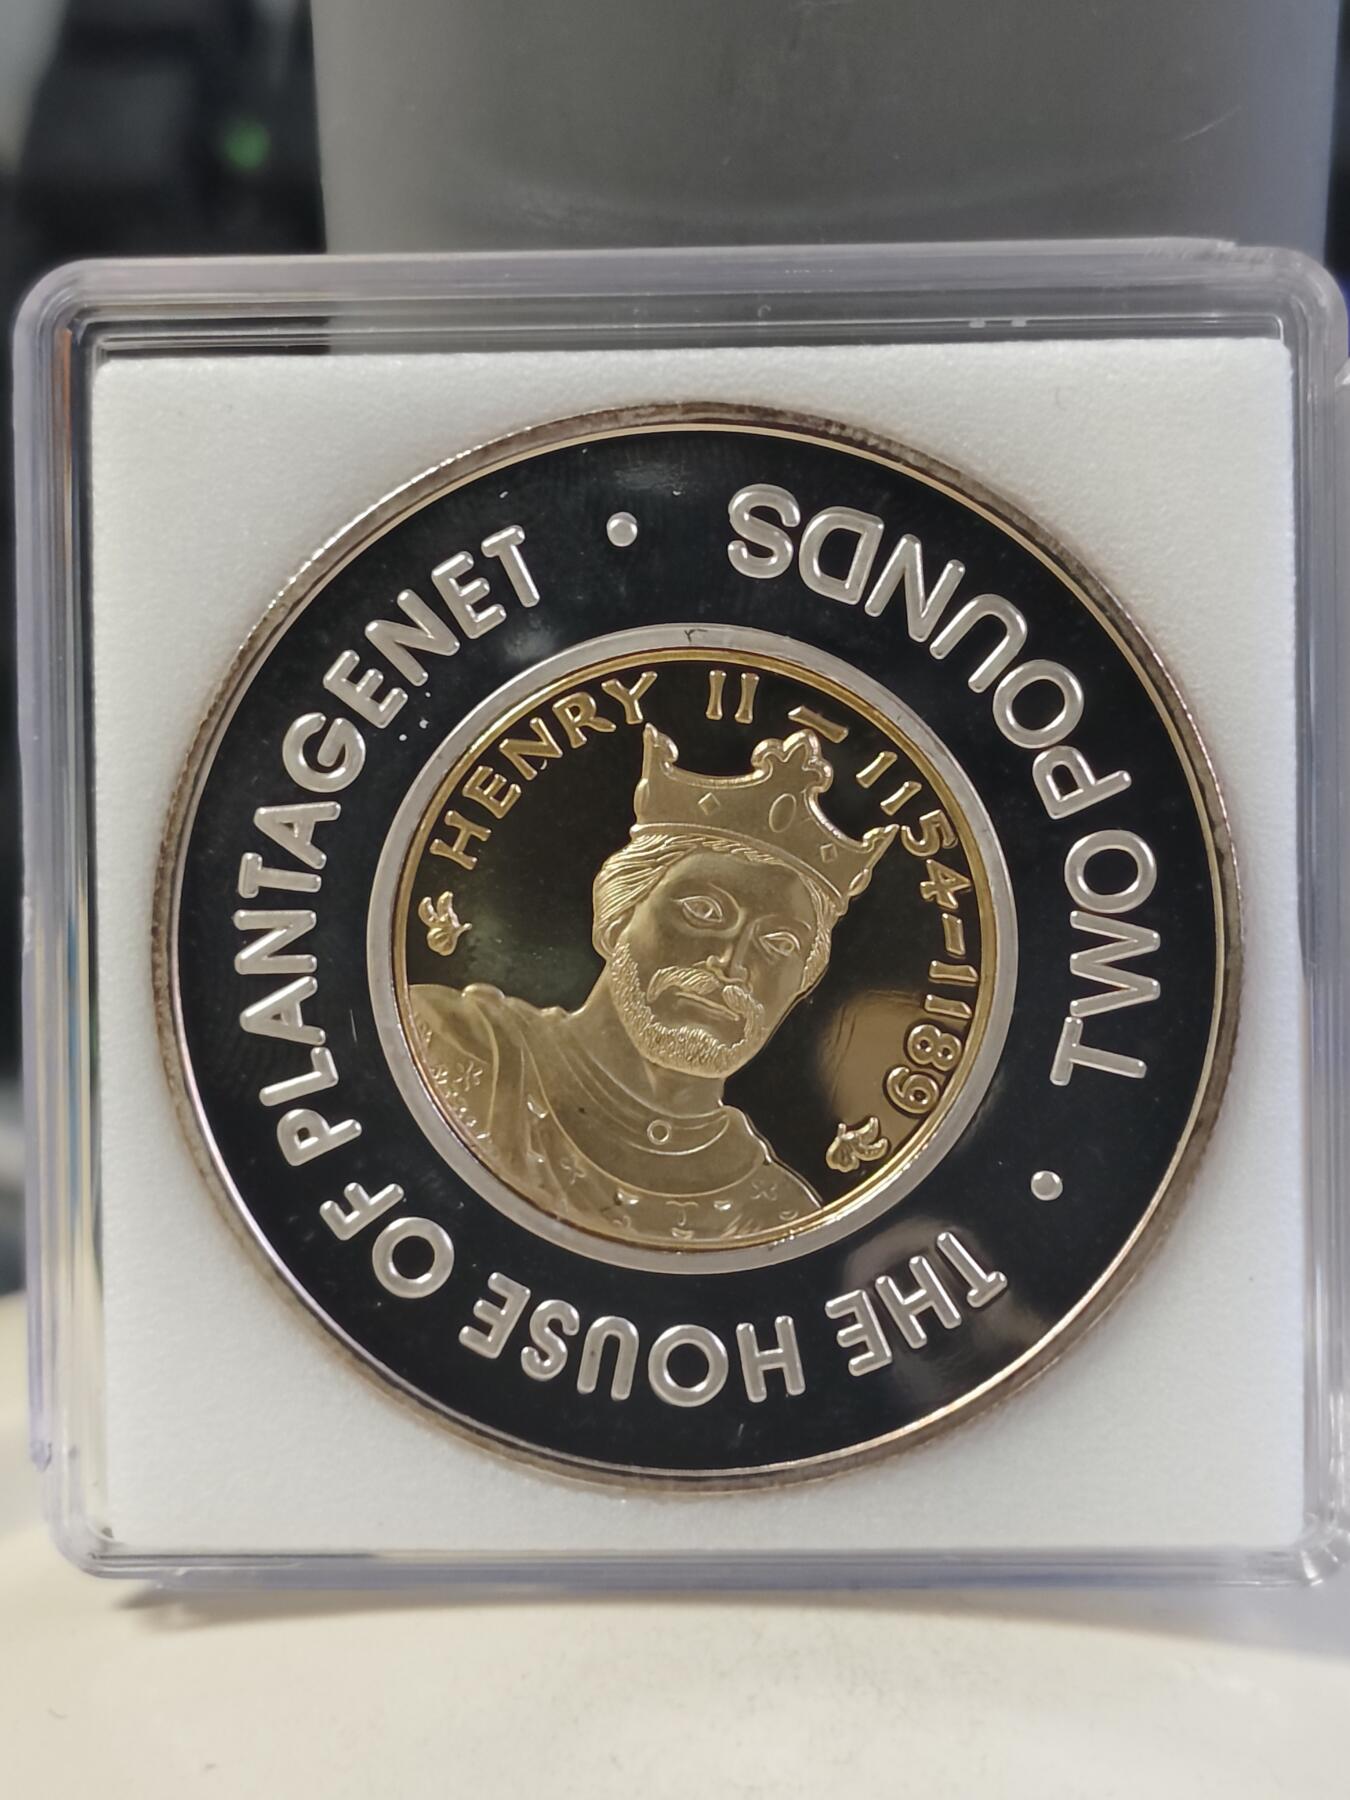 THE HOUSE OF PLANTAGENET • TWO POUNDS •
HENRY II – 1154–1189